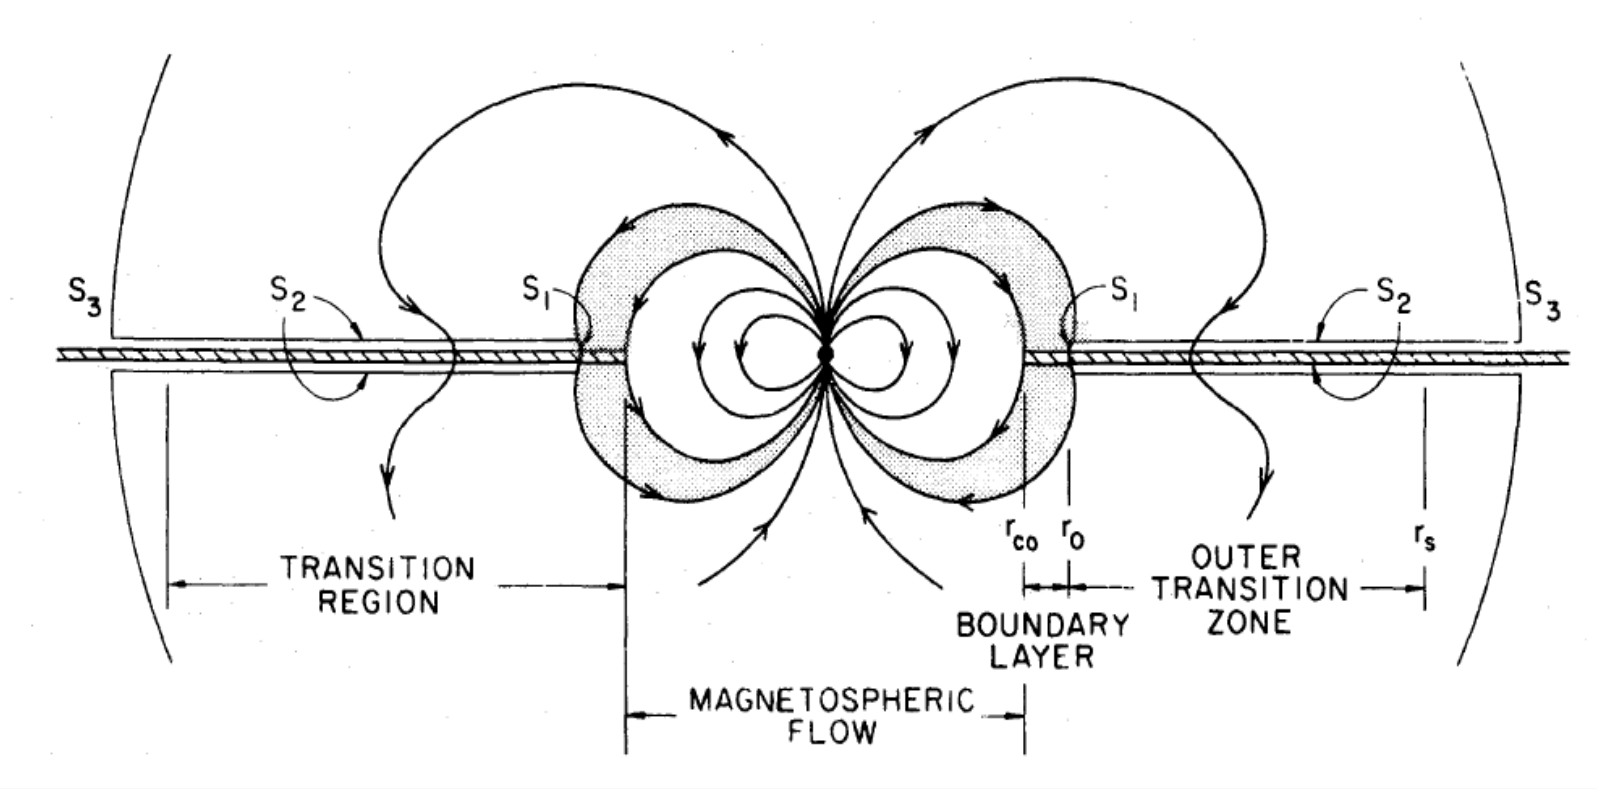 S3
S2
S1
S1
S2
S3
rco
r0
rs
TRANSITION
REGION
OUTER
TRANSITION
ZONE
BOUNDARY
LAYER
MAGNETOSPHERIC
FLOW